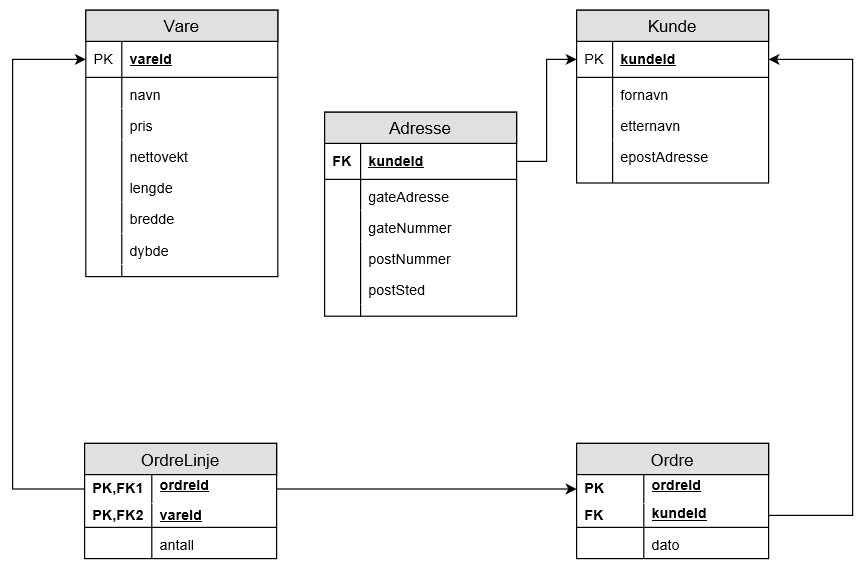 Vare
PK vareId
navn
pris
nettovekt
lengde
bredde
dybde
Kunde
PK kundeId
fornavn
etternavn
epostAdresse
Adresse
FK kundeId
gateAdresse
gateNummer
postNummer
postSted
OrdreLinje
PK,FK1 ordreId
PK,FK2 vareId
antall
Ordre
PK ordreId
FK kundeId
dato